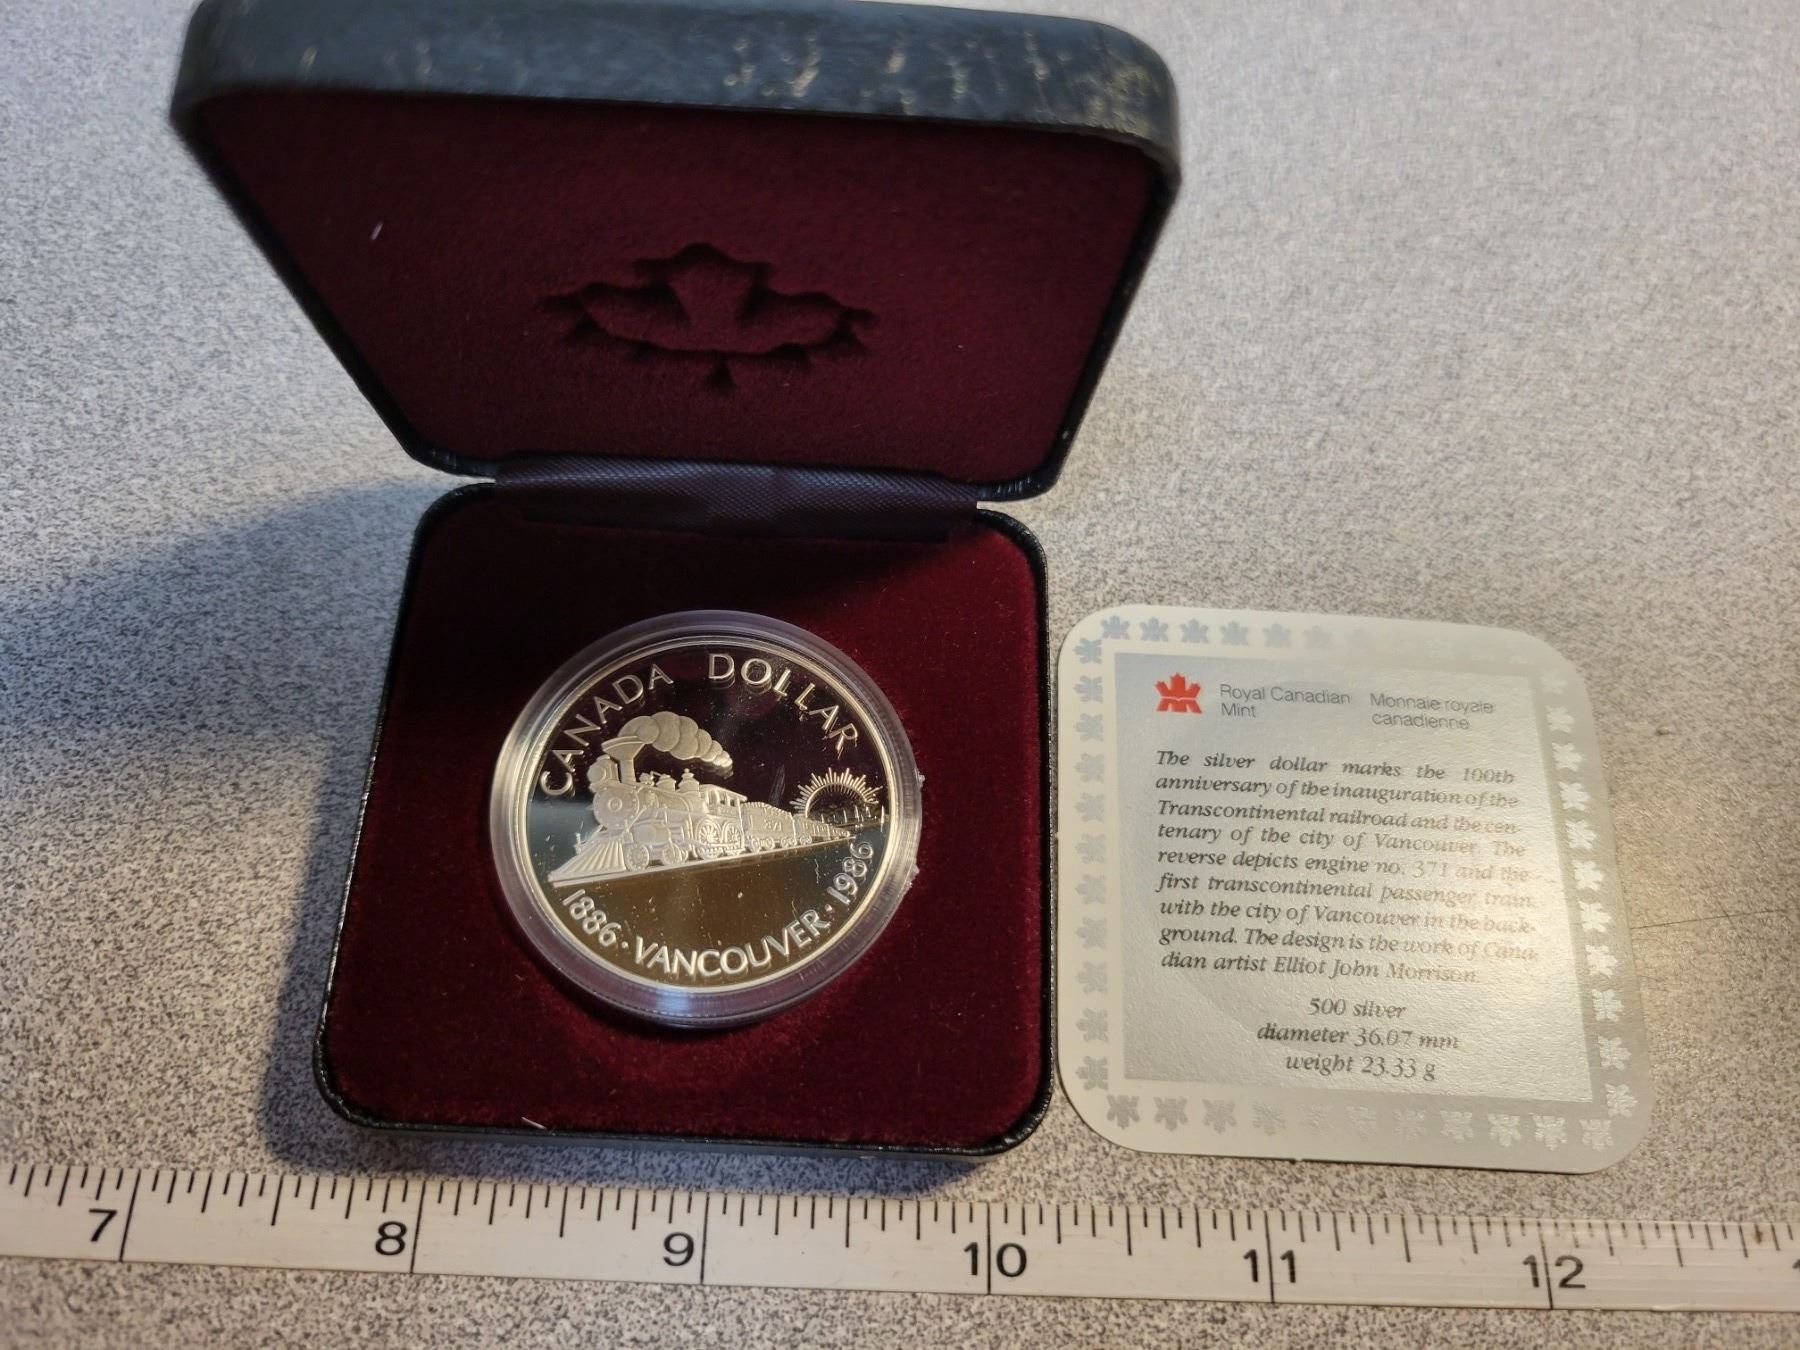 CANADA DOLLAR
371
1886 · VANCOUVER · 1986
Royal Canadian Mint
Monnaie royale canadienne
The silver dollar marks the 100th
anniversary of the inauguration of the
Transcontinental railroad and the cen-
tenary of the city of Vancouver. The
reverse depicts engine no. 371 and the
first transcontinental passenger train,
with the city of Vancouver in the back-
ground. The design is the work of Cana-
dian artist Elliot John Morrison.
500 silver
diameter 36.07 mm
weight 23.33 g
7 8 9 10 11 12